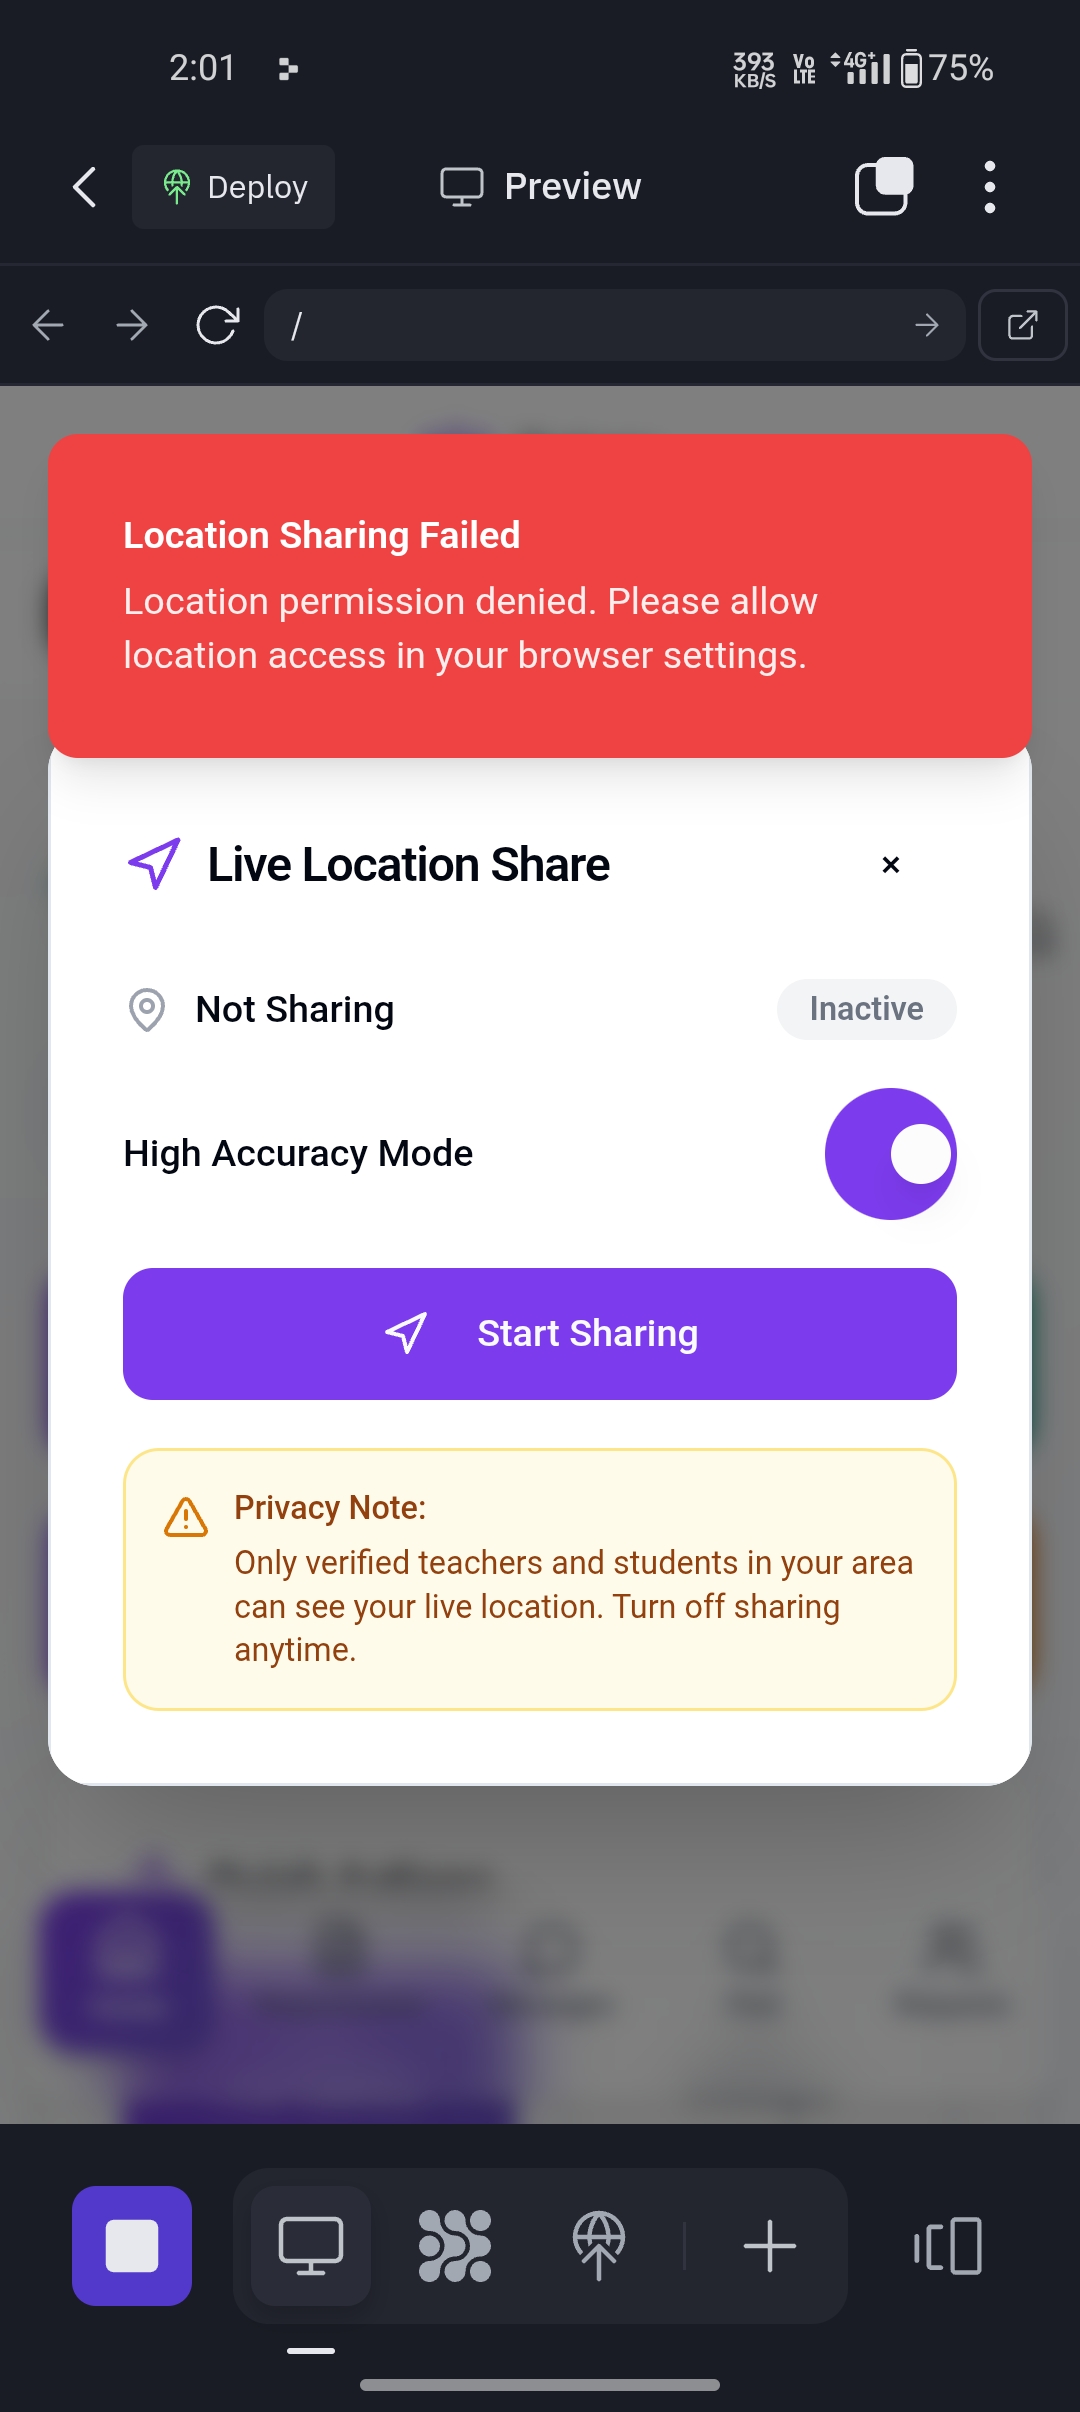 2:01
393
KB/S
Vo
LTE
4G+
75%
Deploy
Preview
/
Location Sharing Failed
Location permission denied. Please allow
location access in your browser settings.
Live Location Share
×
Not Sharing
Inactive
High Accuracy Mode
Start Sharing
Privacy Note:
Only verified teachers and students in your area
can see your live location. Turn off sharing
anytime.